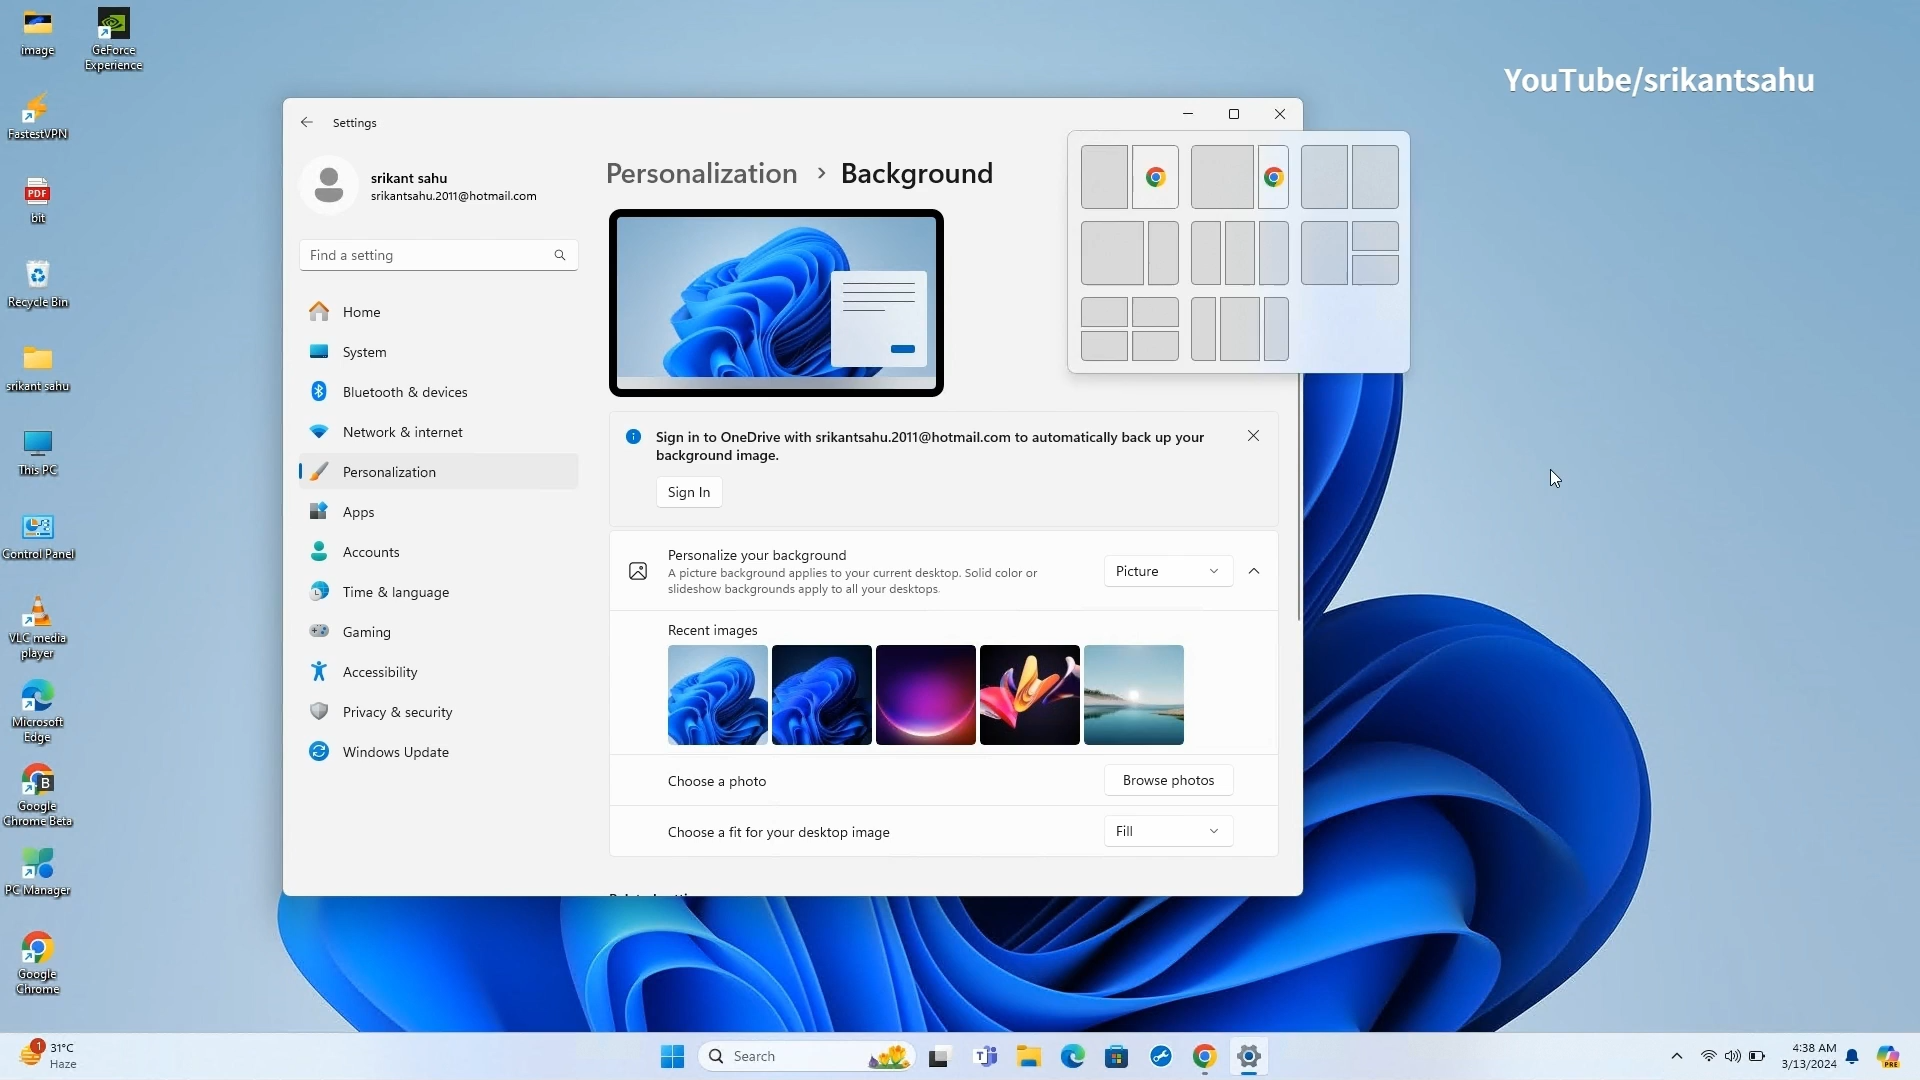 image
GeForce
Experience
FastestVPN
PDF
bit
Recycle Bin
srikant sahu
This PC
Control Panel
VLC media
player
Microsoft
Edge
B
Google
Chrome Beta
PC Manager
Google
Chrome
YouTube/srikantsahu
Settings
srikant sahu
srikantsahu.2011@hotmail.com
Find a setting
Home
System
Bluetooth & devices
Network & internet
Personalization
Apps
Accounts
Time & language
Gaming
Accessibility
Privacy & security
Windows Update
Personalization > Background
Sign in to OneDrive with srikantsahu.2011@hotmail.com to automatically back up your
background image.
Sign In
Personalize your background
A picture background applies to your current desktop. Solid color or
slideshow backgrounds apply to all your desktops.
Picture
Recent images
Choose a photo
Browse photos
Choose a fit for your desktop image
Fill
1
31°C
Haze
Search
4:38 AM
3/13/2024
PRE